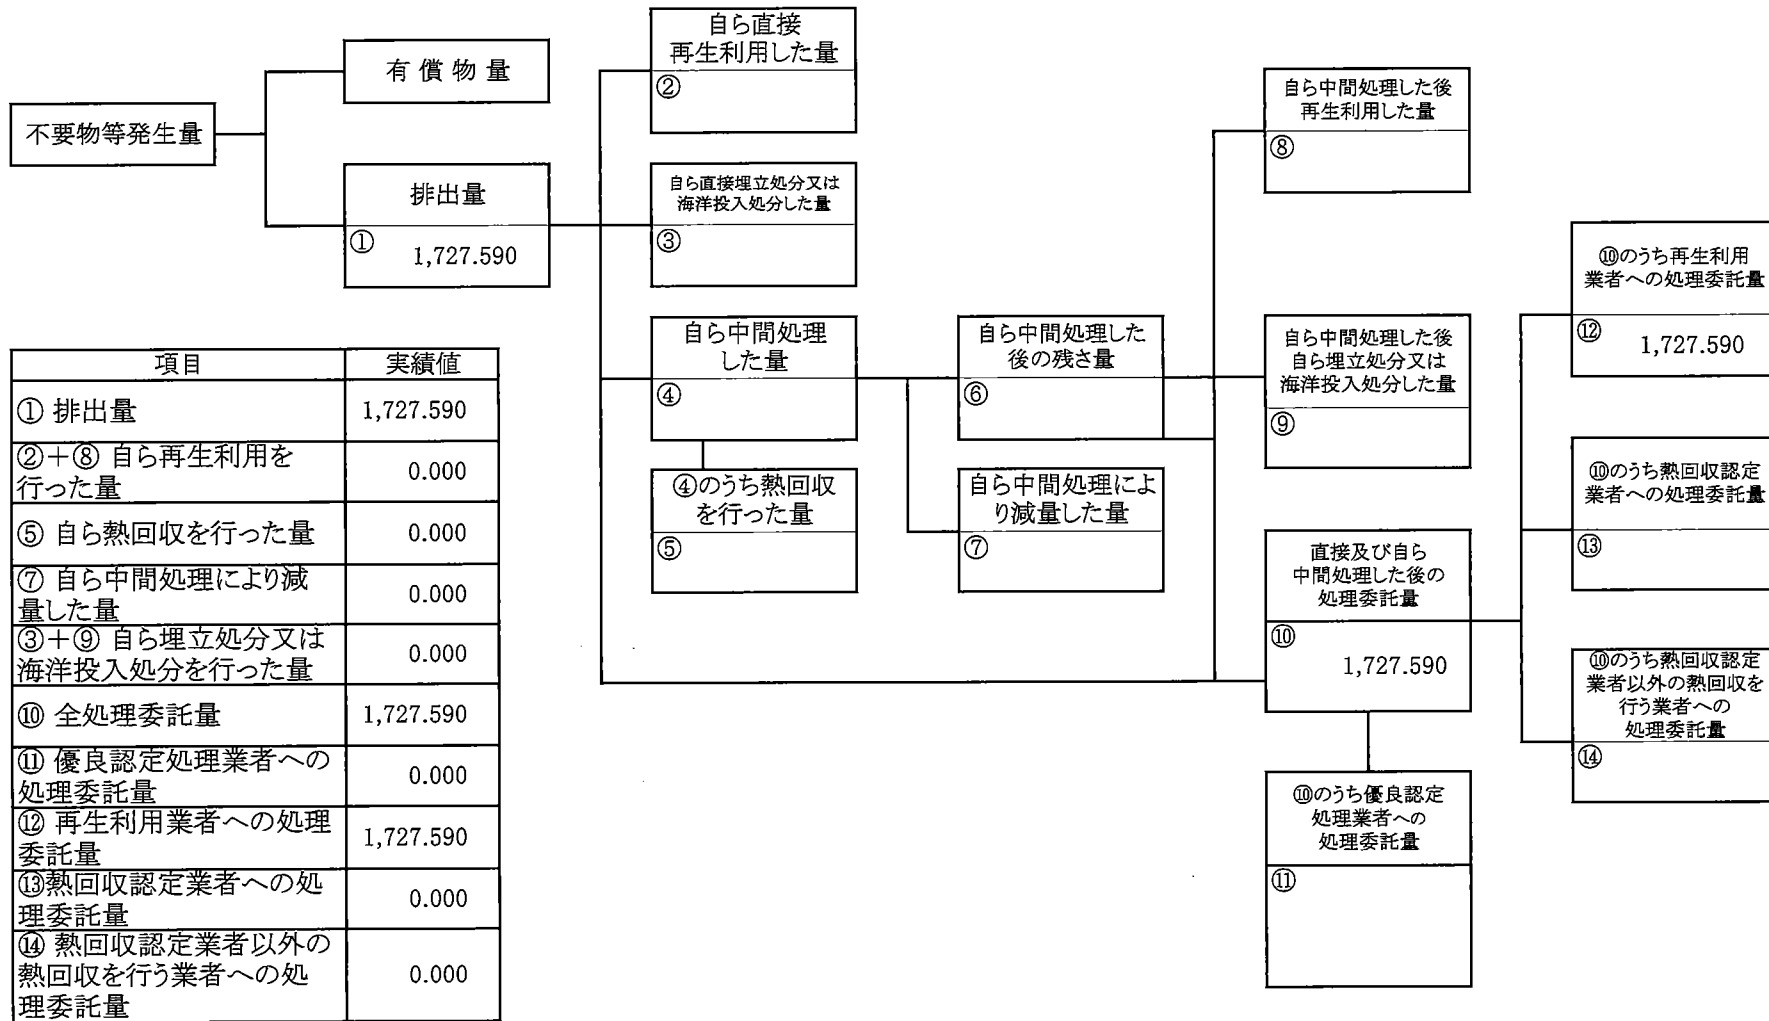 不要物等発生量
有償物量
排出量
①
1,727.590
自ら直接
再生利用した量
②
自ら直接埋立処分又は
海洋投入処分した量
③
自ら中間処理
した量
④
④のうち熱回収
を行った量
⑤
自ら中間処理した
後の残さ量
⑥
自ら中間処理によ
り減量した量
⑦
自ら中間処理した後
再生利用した量
⑧
自ら中間処理した後
自ら埋立処分又は
海洋投入処分した量
⑨
直接及び自ら
中間処理した後の
処理委託量
⑩
1,727.590
⑩のうち優良認定
処理業者への
処理委託量
⑪
⑩のうち再生利用
業者への処理委託量
⑫
1,727.590
⑩のうち熱回収認定
業者への処理委託量
⑬
⑩のうち熱回収認定
業者以外の熱回収を
行う業者への
処理委託量
⑭
項目 実績値
① 排出量 1,727.590
②+⑧ 自ら再生利用を
行った量 0.000
⑤ 自ら熱回収を行った量 0.000
⑦ 自ら中間処理により減
量した量 0.000
③+⑨ 自ら埋立処分又は
海洋投入処分を行った量 0.000
⑩ 全処理委託量 1,727.590
⑪ 優良認定処理業者への
処理委託量 0.000
⑫ 再生利用業者への処理
委託量 1,727.590
⑬熱回収認定業者への処
理委託量 0.000
⑭ 熱回収認定業者以外の
熱回収を行う業者への処
理委託量 0.000